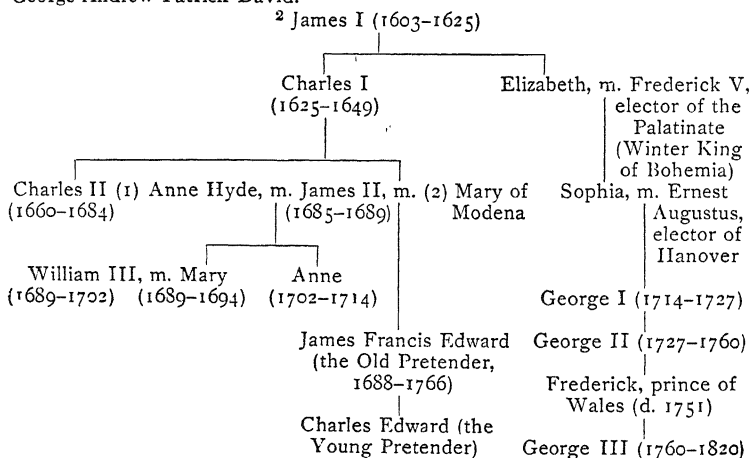 George Andrew Patrick David.
² James I (1603–1625)
Charles I
(1625–1649)
Elizabeth, m. Frederick V,
elector of the
Palatinate
(Winter King
of Bohemia)
Charles II (1) Anne Hyde, m. James II, m. (2) Mary of
(1660–1684) (1685–1689) Modena
Sophia, m. Ernest
Augustus,
elector of
Hanover
William III, m. Mary
(1689–1702) (1689–1694)
Anne
(1702–1714)
George I (1714–1727)
James Francis Edward
(the Old Pretender,
1688–1766)
George II (1727–1760)
Frederick, prince of
Wales (d. 1751)
Charles Edward (the
Young Pretender)
George III (1760–1820)